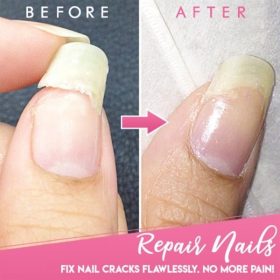 BEFORE
AFTER
Repair Nails
FIX NAIL CRACKS FLAWLESSLY. NO MORE PAIN!